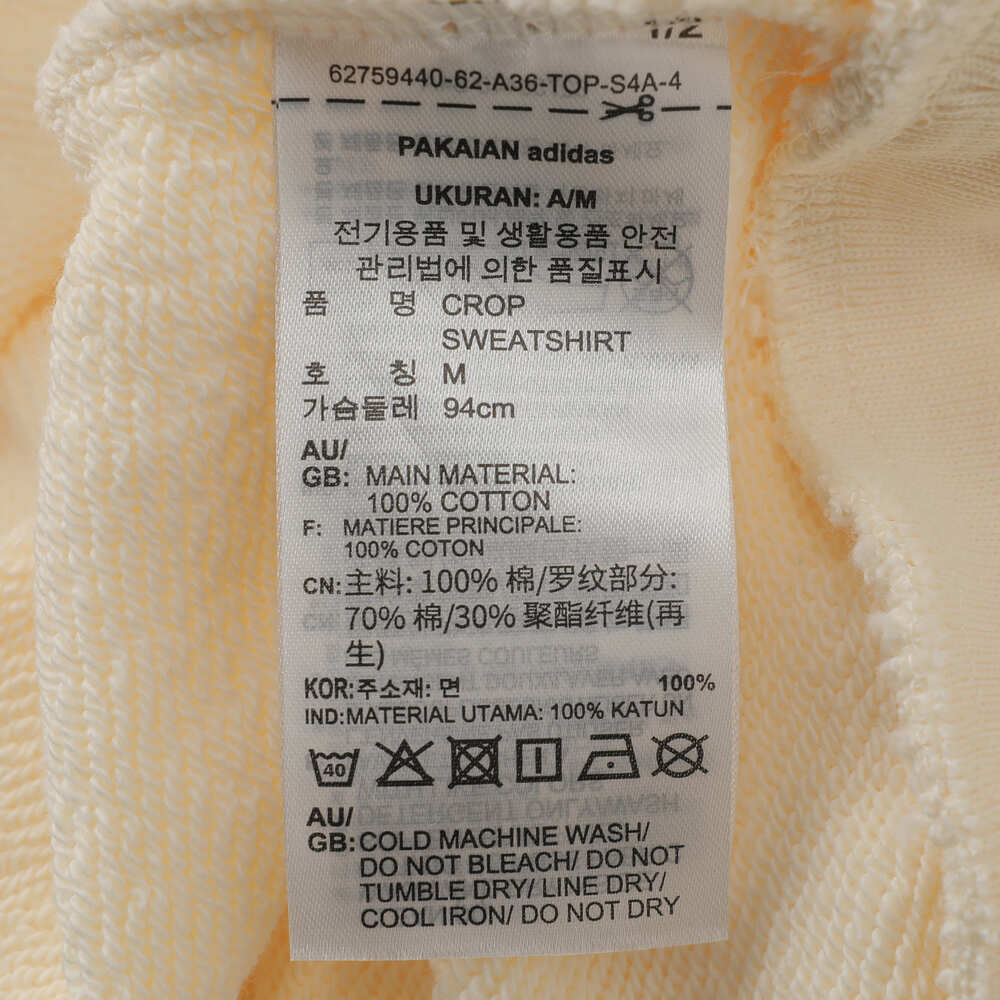 1/2
62759440-62-A36-TOP-S4A-4
PAKAIAN adidas
UKURAN: A/M
전기용품 및 생활용품 안전
관리법에 의한 품질표시
품 명 CROP
SWEATSHIRT
호 칭 M
가슴둘레 94cm
AU/
GB: MAIN MATERIAL:
100% COTTON
F: MATIERE PRINCIPALE:
100% COTON
CN: 主料: 100% 棉/罗纹部分:
70% 棉/30% 聚酯纤维(再
生)
KOR:주소재: 면 100%
IND:MATERIAL UTAMA: 100% KATUN
40
AU/
GB: COLD MACHINE WASH/
DO NOT BLEACH/ DO NOT
TUMBLE DRY/ LINE DRY/
COOL IRON/ DO NOT DRY